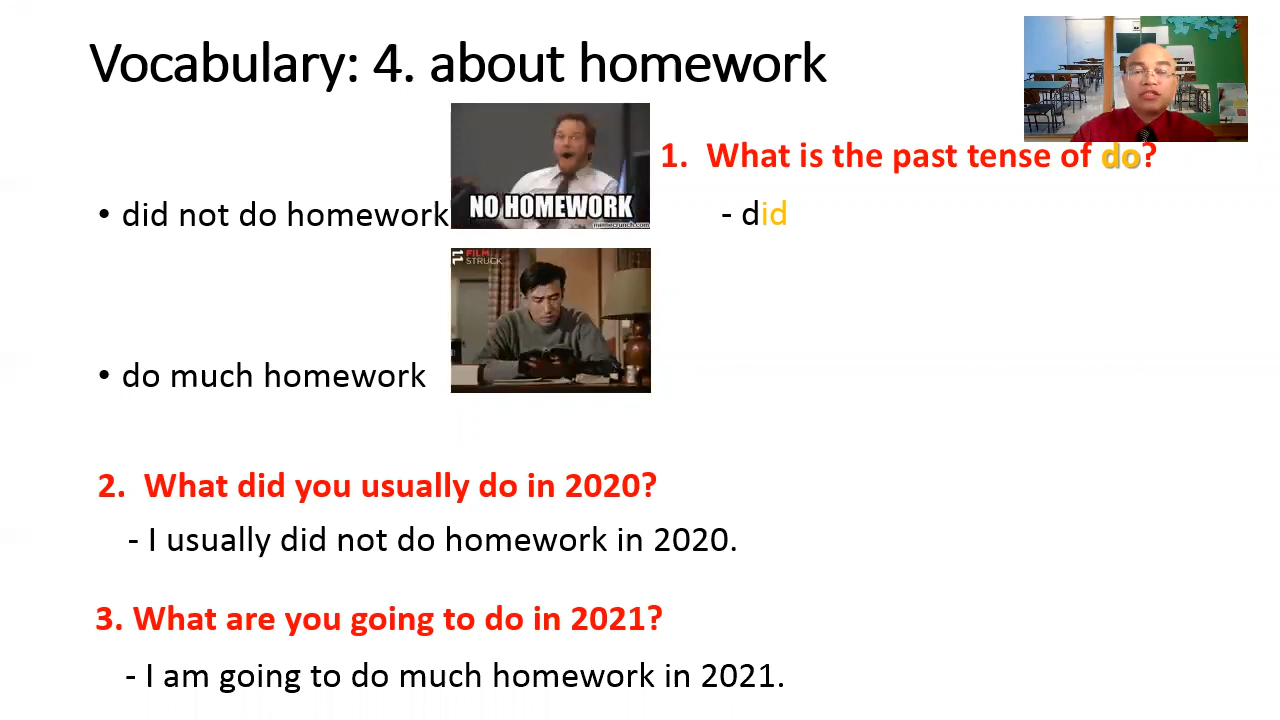 Vocabulary: 4. about homework
• did not do homework
NO HOMEWORK
memecrunch.com
1. What is the past tense of do?
- did
FILM
STRUCK
• do much homework
2. What did you usually do in 2020?
- I usually did not do homework in 2020.
3. What are you going to do in 2021?
- I am going to do much homework in 2021.